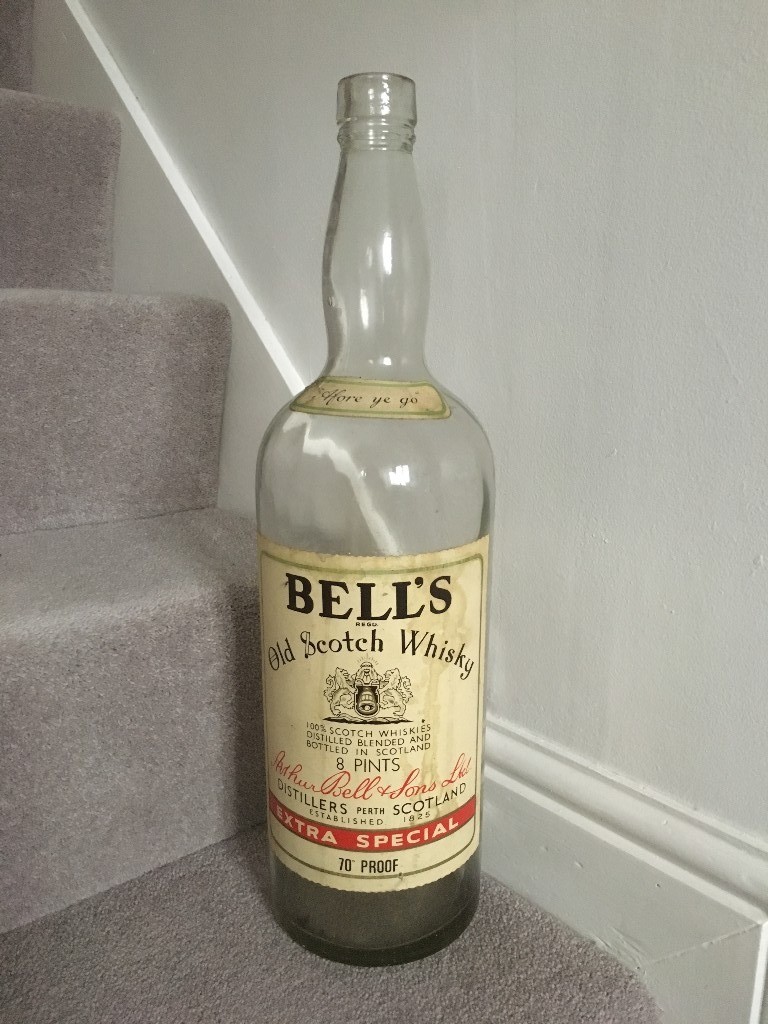 Afore ye go
BELL'S
REGD.
Old Scotch Whisky
100% SCOTCH WHISKIES
DISTILLED BLENDED AND
BOTTLED IN SCOTLAND
8 PINTS
Arthur Bell & Sons Ltd
DISTILLERS PERTH SCOTLAND
ESTABLISHED 1825
EXTRA SPECIAL
70° PROOF